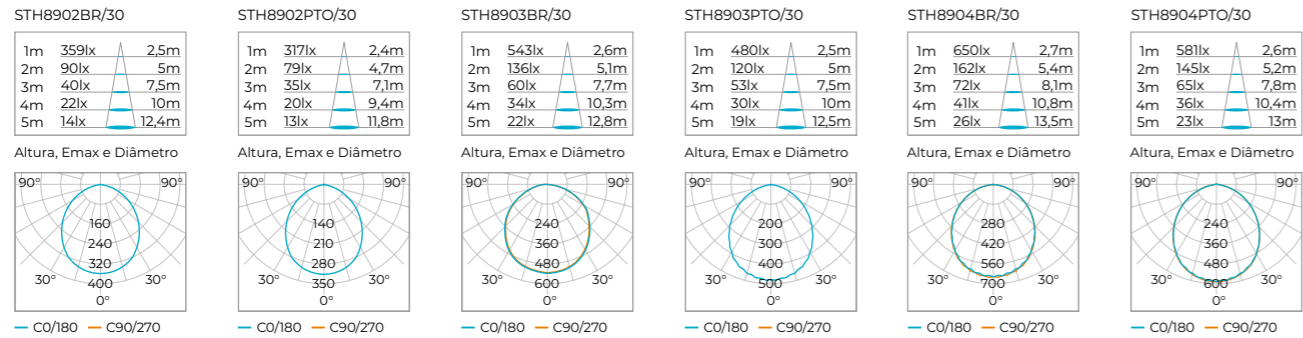 STH8902BR/30
1m 359lx 2,5m
2m 90lx 5m
3m 40lx 7,5m
4m 22lx 10m
5m 14lx 12,4m
Altura, Emax e Diâmetro
90° 90°
160
240
320
30° 400 30°
0°
C0/180 C90/270
STH8902PTO/30
1m 317lx 2,4m
2m 79lx 4,7m
3m 35lx 7,1m
4m 20lx 9,4m
5m 13lx 11,8m
Altura, Emax e Diâmetro
90° 90°
140
210
280
30° 350 30°
0°
C0/180 C90/270
STH8903BR/30
1m 543lx 2,6m
2m 136lx 5,1m
3m 60lx 7,7m
4m 34lx 10,3m
5m 22lx 12,8m
Altura, Emax e Diâmetro
90° 90°
240
360
480
30° 600 30°
0°
C0/180 C90/270
STH8903PTO/30
1m 480lx 2,5m
2m 120lx 5m
3m 53lx 7,5m
4m 30lx 10m
5m 19lx 12,5m
Altura, Emax e Diâmetro
90° 90°
200
300
400
30° 500 30°
0°
C0/180 C90/270
STH8904BR/30
1m 650lx 2,7m
2m 162lx 5,4m
3m 72lx 8,1m
4m 41lx 10,8m
5m 26lx 13,5m
Altura, Emax e Diâmetro
90° 90°
280
420
560
30° 700 30°
0°
C0/180 C90/270
STH8904PTO/30
1m 581lx 2,6m
2m 145lx 5,2m
3m 65lx 7,8m
4m 36lx 10,4m
5m 23lx 13m
Altura, Emax e Diâmetro
90° 90°
240
360
480
30° 600 30°
0°
C0/180 C90/270